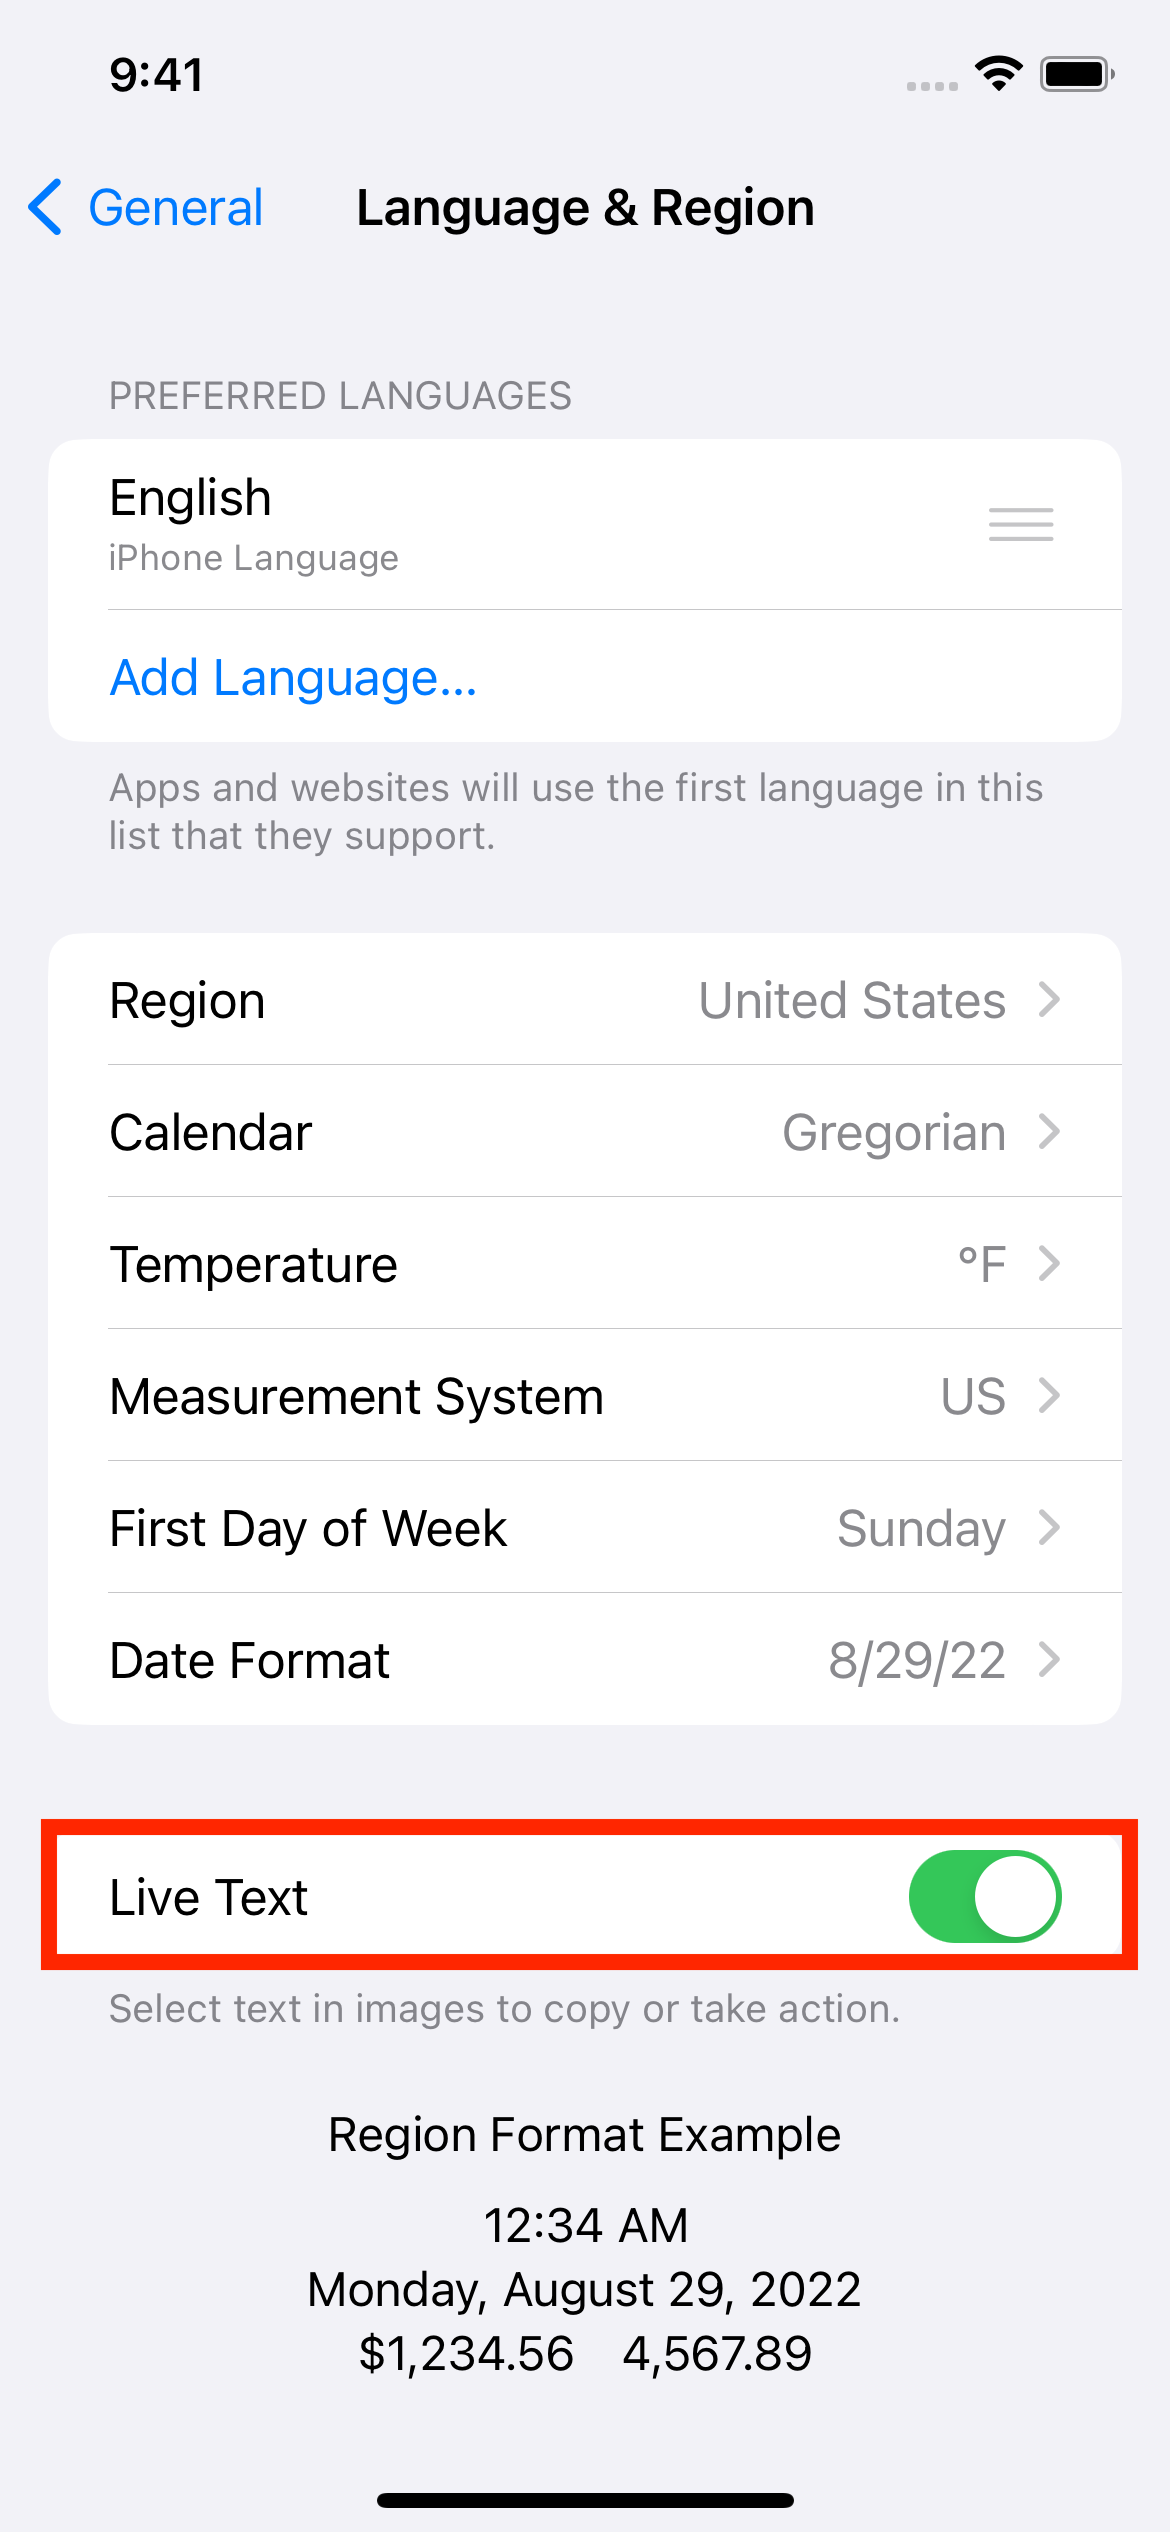 9:41
General
Language & Region
PREFERRED LANGUAGES
English
iPhone Language
Add Language...
Apps and websites will use the first language in this
list that they support.
Region United States
Calendar Gregorian
Temperature °F
Measurement System US
First Day of Week Sunday
Date Format 8/29/22
Live Text
Select text in images to copy or take action.
Region Format Example
12:34 AM
Monday, August 29, 2022
$1,234.56 4,567.89